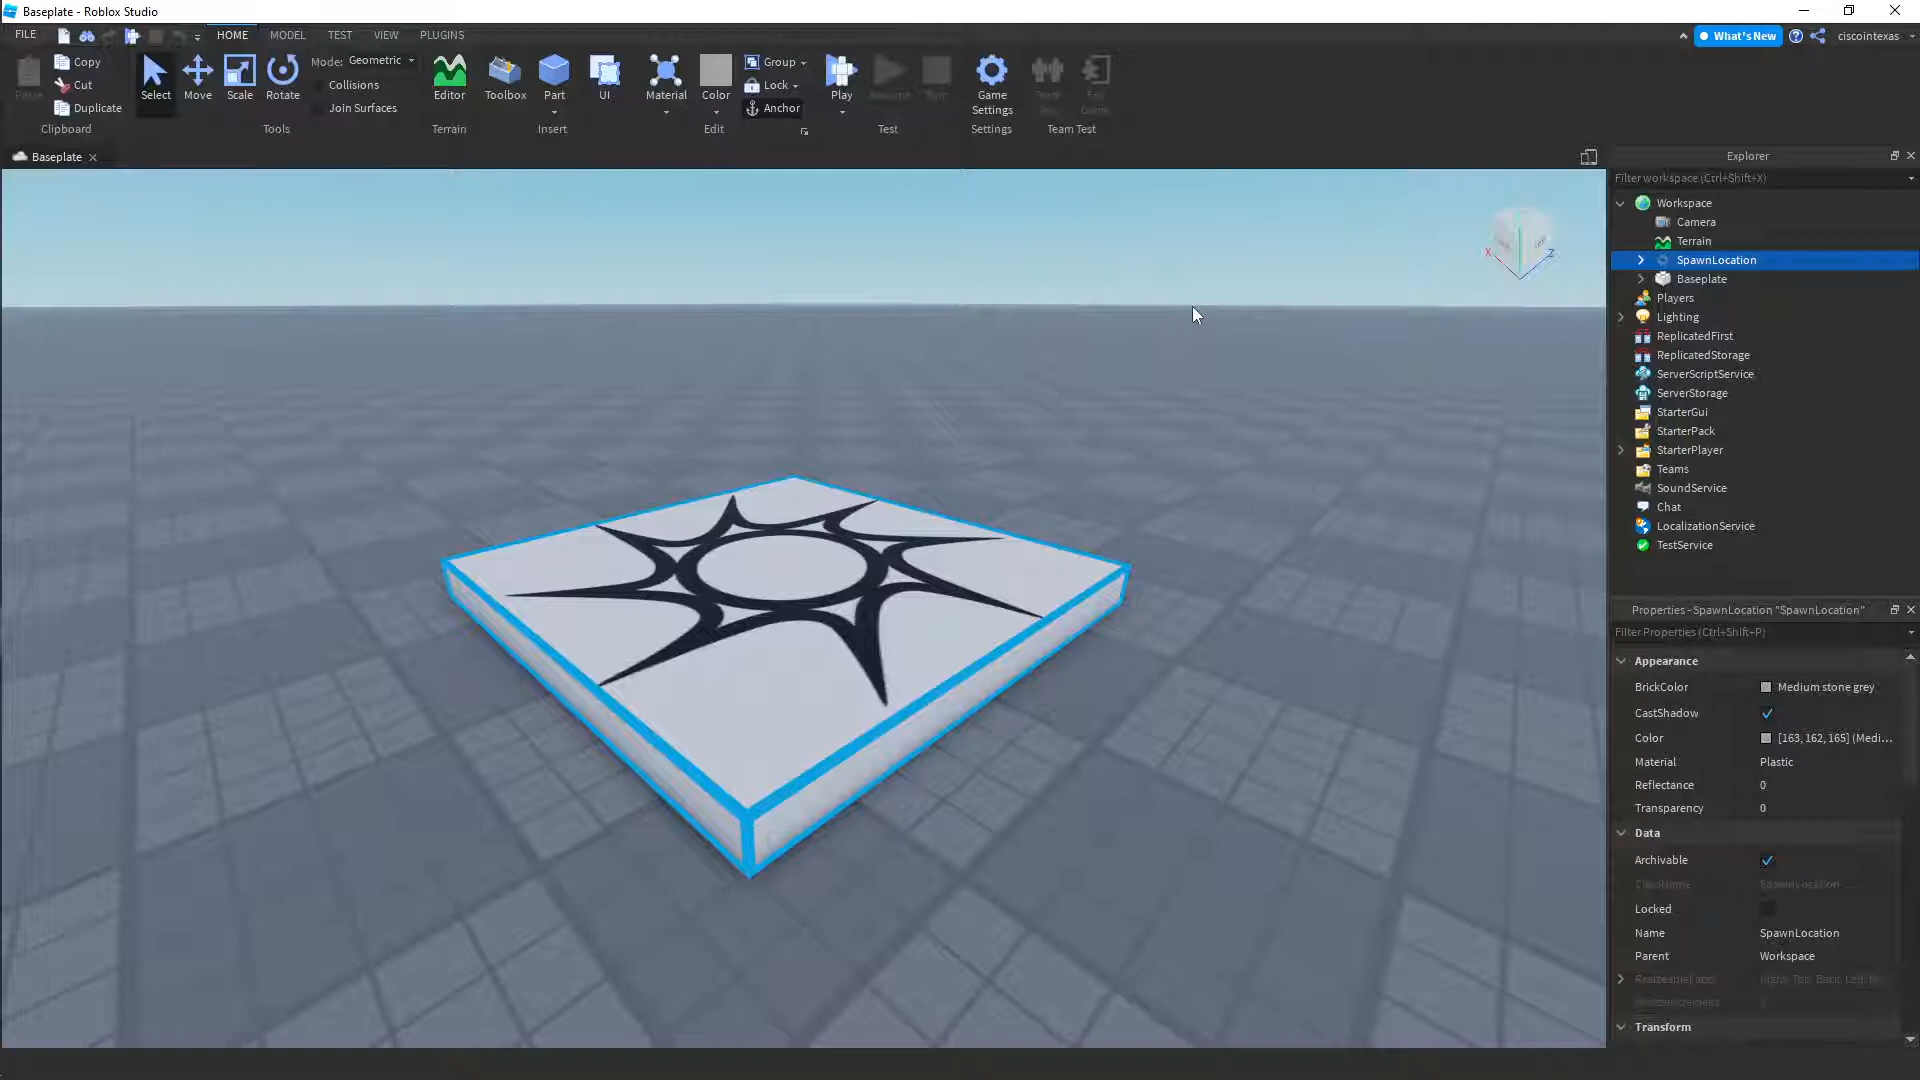 Baseplate - Roblox Studio
FILE HOME MODEL TEST VIEW PLUGINS
What's New
ciscointexas
Copy
Cut
Duplicate
Clipboard
Select Move Scale Rotate
Mode: Geometric
Collisions
Join Surfaces
Tools
Editor
Terrain
Toolbox Part UI
Insert
Material Color
Group
Lock
Anchor
Edit
Play
Test
Game Settings
Settings
Team Test
Baseplate
X
Z
Explorer
Filter workspace (Ctrl+Shift+X)
Workspace
Camera
Terrain
SpawnLocation
Baseplate
Players
Lighting
ReplicatedFirst
ReplicatedStorage
ServerScriptService
ServerStorage
StarterGui
StarterPack
StarterPlayer
Teams
SoundService
Chat
LocalizationService
TestService
Properties - SpawnLocation "SpawnLocation"
Filter Properties (Ctrl+Shift+P)
Appearance
BrickColor Medium stone grey
CastShadow
Color [163, 162, 165] (Medi...
Material Plastic
Reflectance 0
Transparency 0
Data
Archivable
ClassName SpawnLocation
Locked
Name SpawnLocation
Parent Workspace
Transform